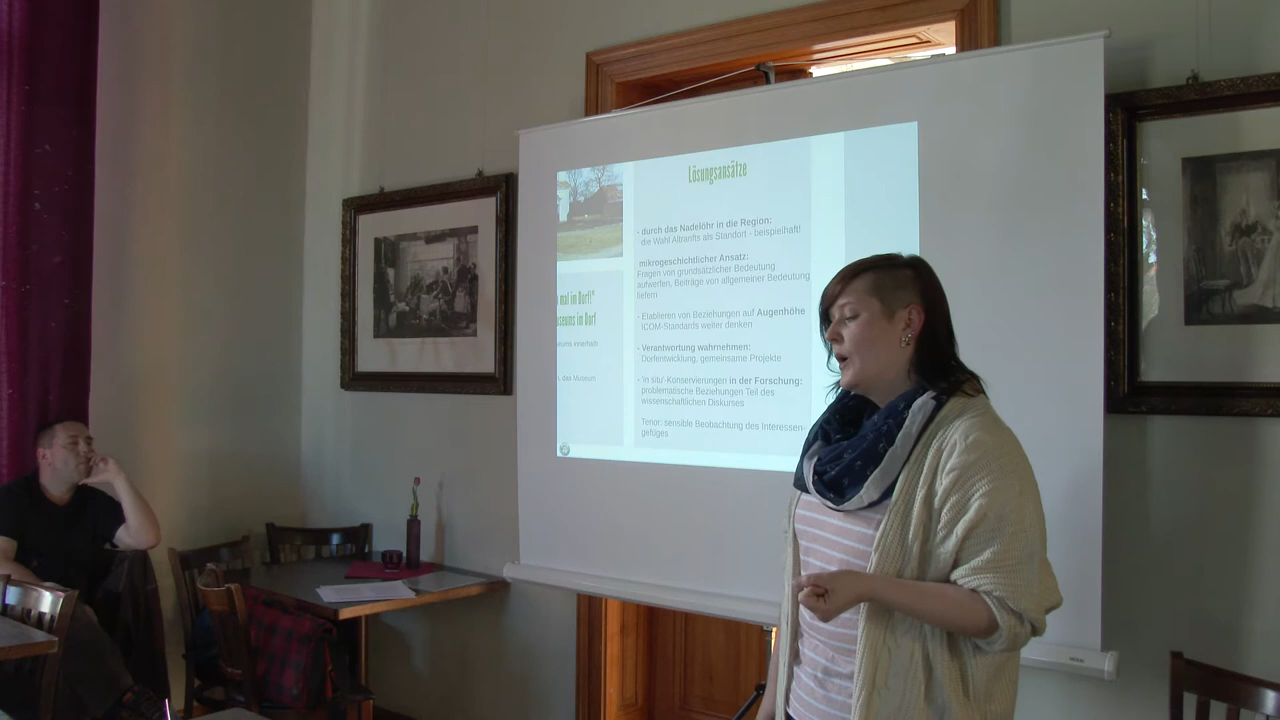 Lösungsansätze
- durch das Nadelöhr in die Region:
die Wahl Altranfts als Standort - beispielhaft!
mikrogeschichtlicher Ansatz:
Fragen von grundsätzlicher Bedeutung
aufwerfen, Beiträge von allgemeiner Bedeutung
liefern
- Etablieren von Beziehungen auf Augenhöhe
ICOM-Standards weiter denken
- Verantwortung wahrnehmen:
Dorfentwicklung, gemeinsame Projekte
- 'in situ'-Konservierungen in der Forschung:
problematische Beziehungen Teil des
wissenschaftlichen Diskurses
Tenor: sensible Beobachtung des Interessen-
gefüges
mal im Dorf!"
useums im Dorf
eums innerhalb
das Museum